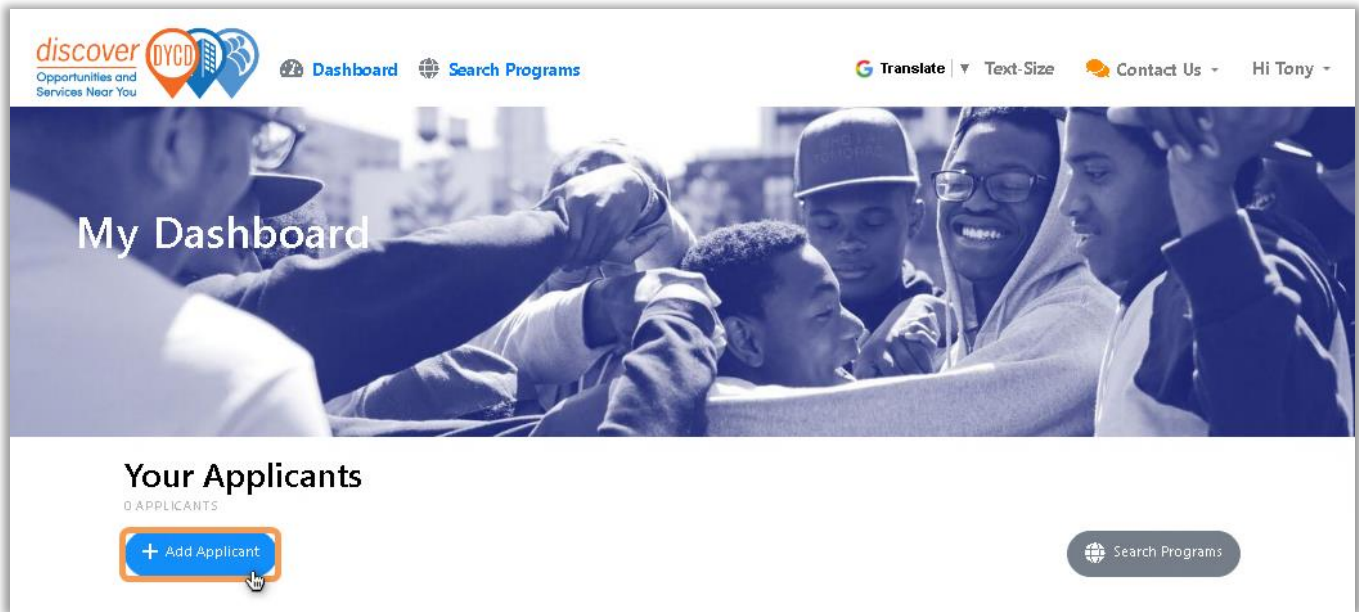 discover DYCD
Opportunities and
Services Near You
Dashboard Search Programs
Translate ▼ Text-Size Contact Us Hi Tony
My Dashboard
Your Applicants
0 APPLICANTS
+ Add Applicant
Search Programs